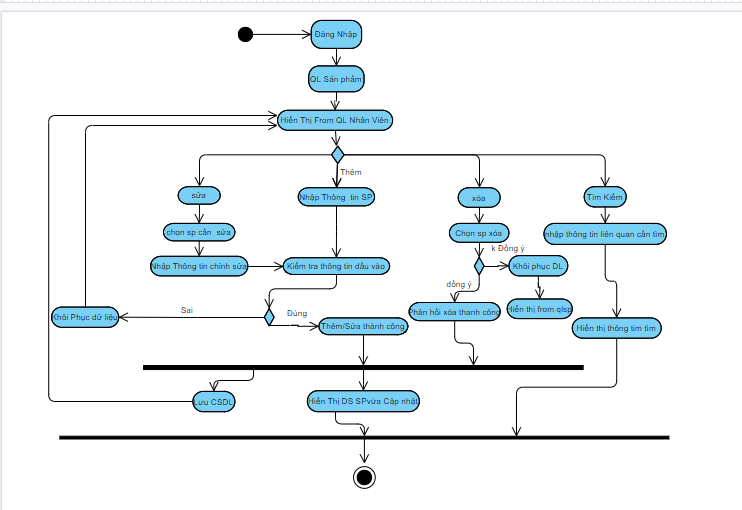 Đăng Nhập
QL Sản phẩm
Hiển Thị From QL Nhân Viên
Thêm
sửa
Nhập Thông tin SP
xóa
Tìm Kiếm
chọn sp cần sửa
Chọn sp xóa
nhập thông tin liên quan cần tìm
k Đồng ý
Nhập Thông tin chỉnh sửa
Kiểm tra thông tin đầu vào
Khôi phục DL
đồng ý
Sai
Đúng
Khôi Phục dữ liệu
Phản hồi xóa thanh công
Hiển thị from qlsp
Thêm/Sửa thành công
Hiển thị thông tim tìm
Lưu CSDL
Hiển Thị DS SPvừa Cập nhật